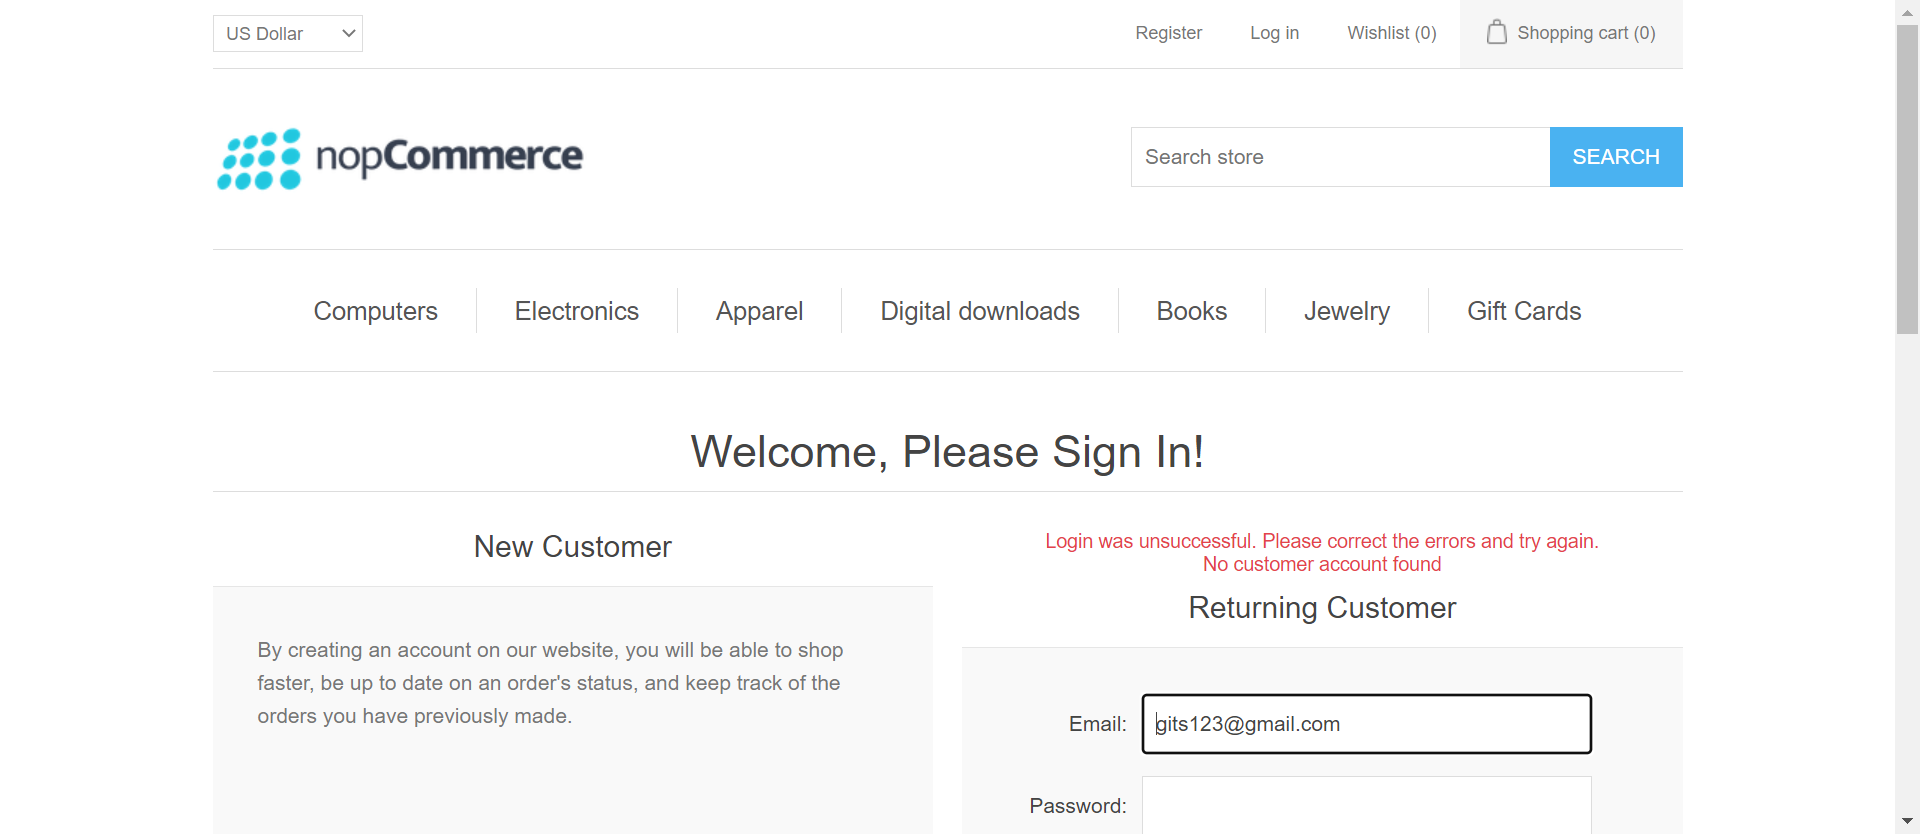 US Dollar
Register
Log in
Wishlist (0)
Shopping cart (0)
nopCommerce
Search store
SEARCH
Computers
Electronics
Apparel
Digital downloads
Books
Jewelry
Gift Cards
Welcome, Please Sign In!
New Customer
By creating an account on our website, you will be able to shop
faster, be up to date on an order's status, and keep track of the
orders you have previously made.
Login was unsuccessful. Please correct the errors and try again.
No customer account found
Returning Customer
Email:
gits123@gmail.com
Password: